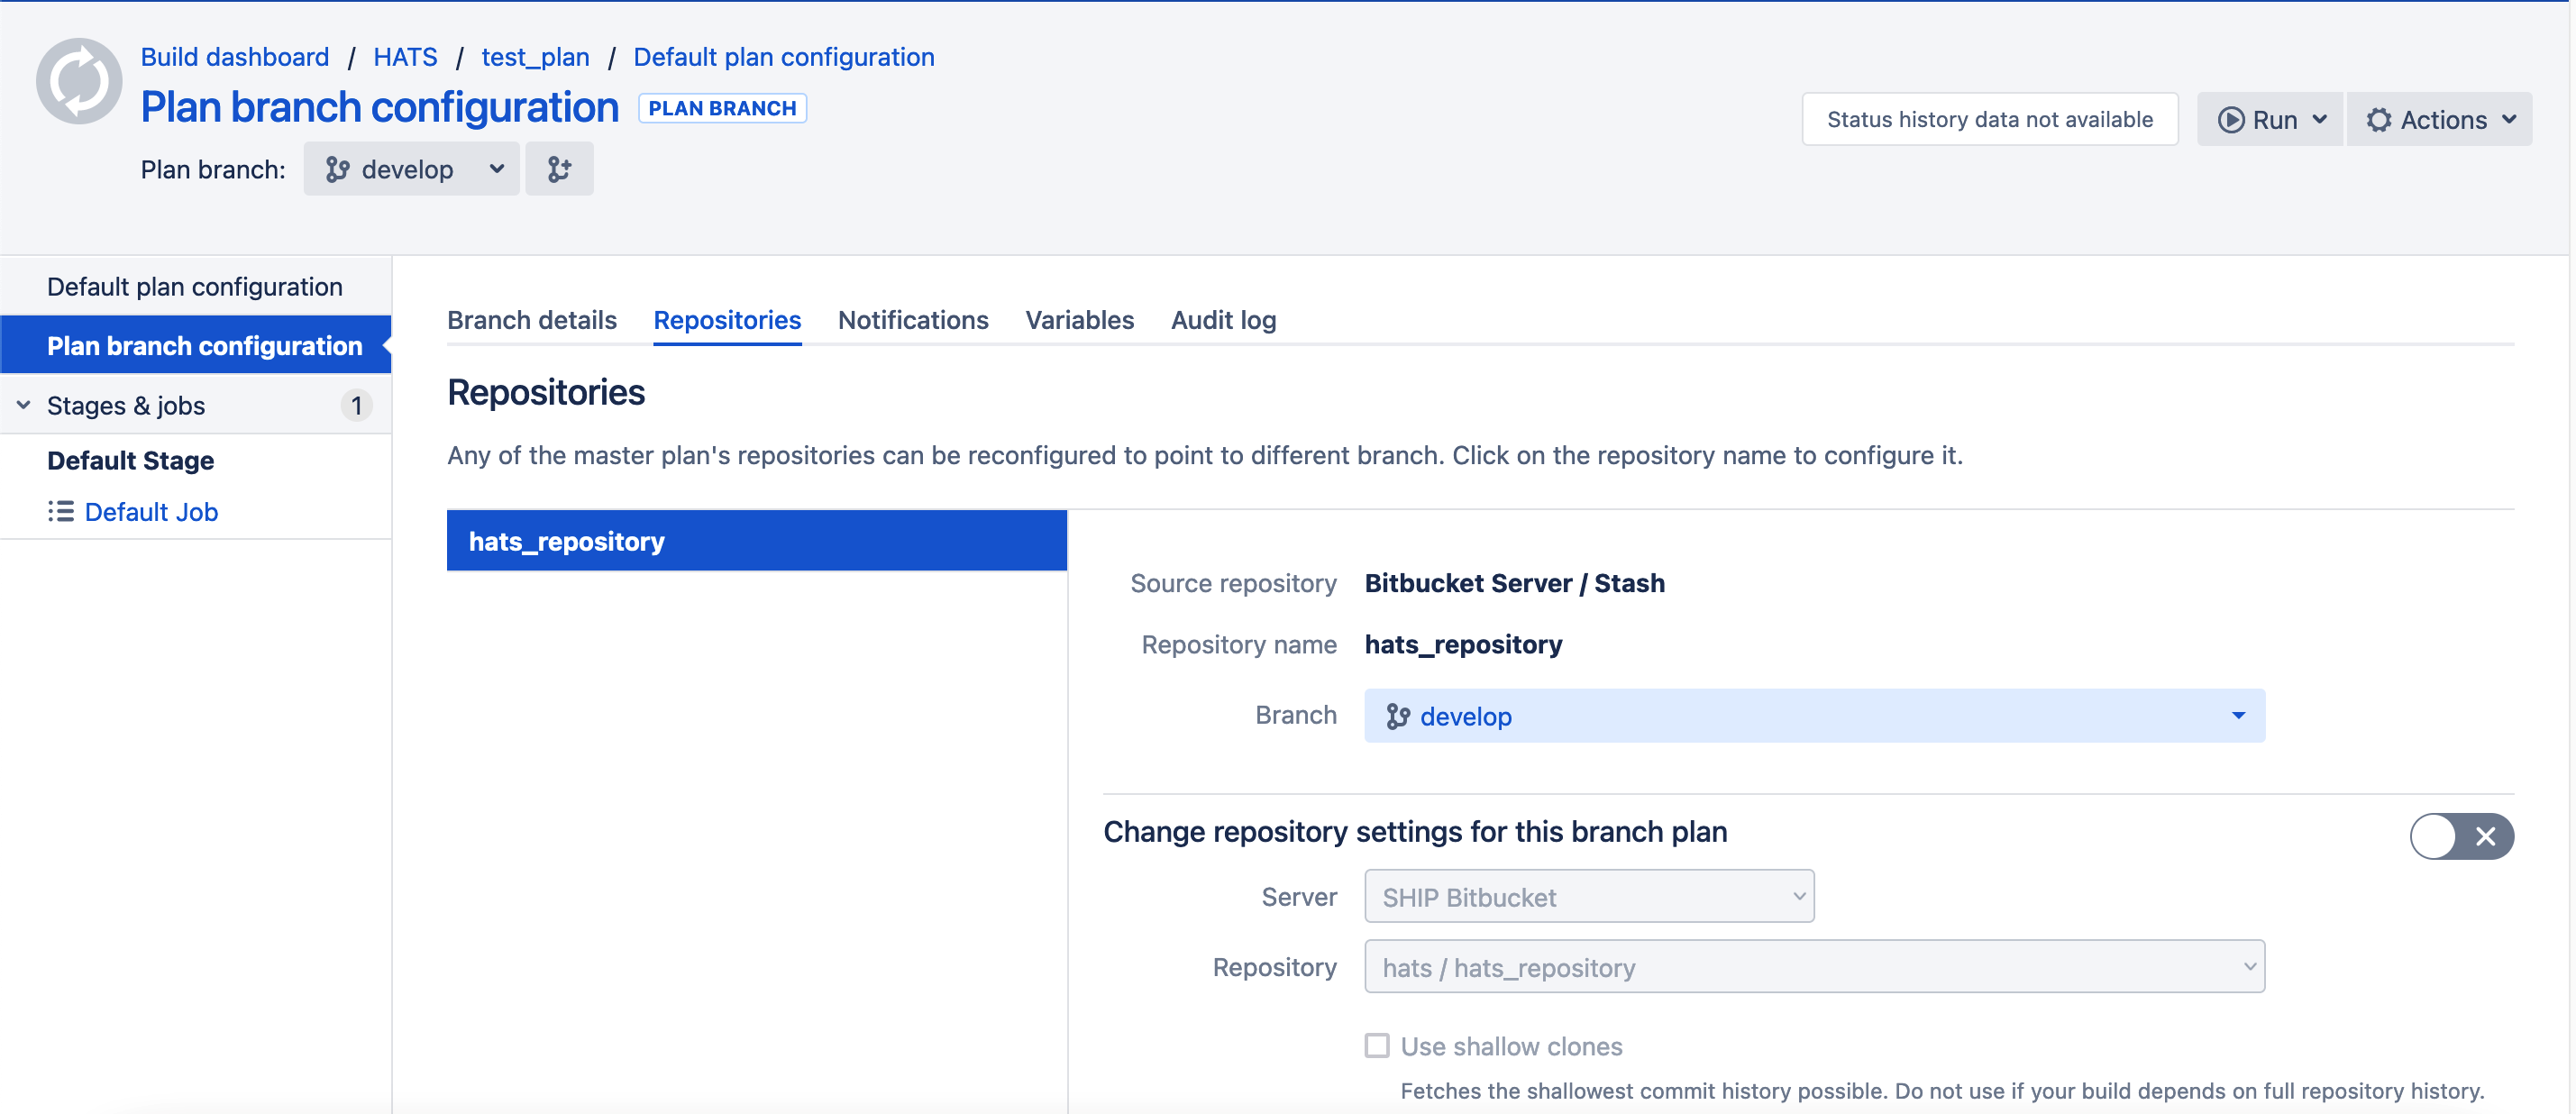 Build dashboard / HATS / test_plan / Default plan configuration
Plan branch configuration PLAN BRANCH
Status history data not available Run Actions
Plan branch: develop
Default plan configuration
Plan branch configuration
Stages & jobs 1
Default Stage
Default Job
Branch details Repositories Notifications Variables Audit log
Repositories
Any of the master plan's repositories can be reconfigured to point to different branch. Click on the repository name to configure it.
hats_repository
Source repository Bitbucket Server / Stash
Repository name hats_repository
Branch develop
Change repository settings for this branch plan
Server SHIP Bitbucket
Repository hats / hats_repository
Use shallow clones
Fetches the shallowest commit history possible. Do not use if your build depends on full repository history.